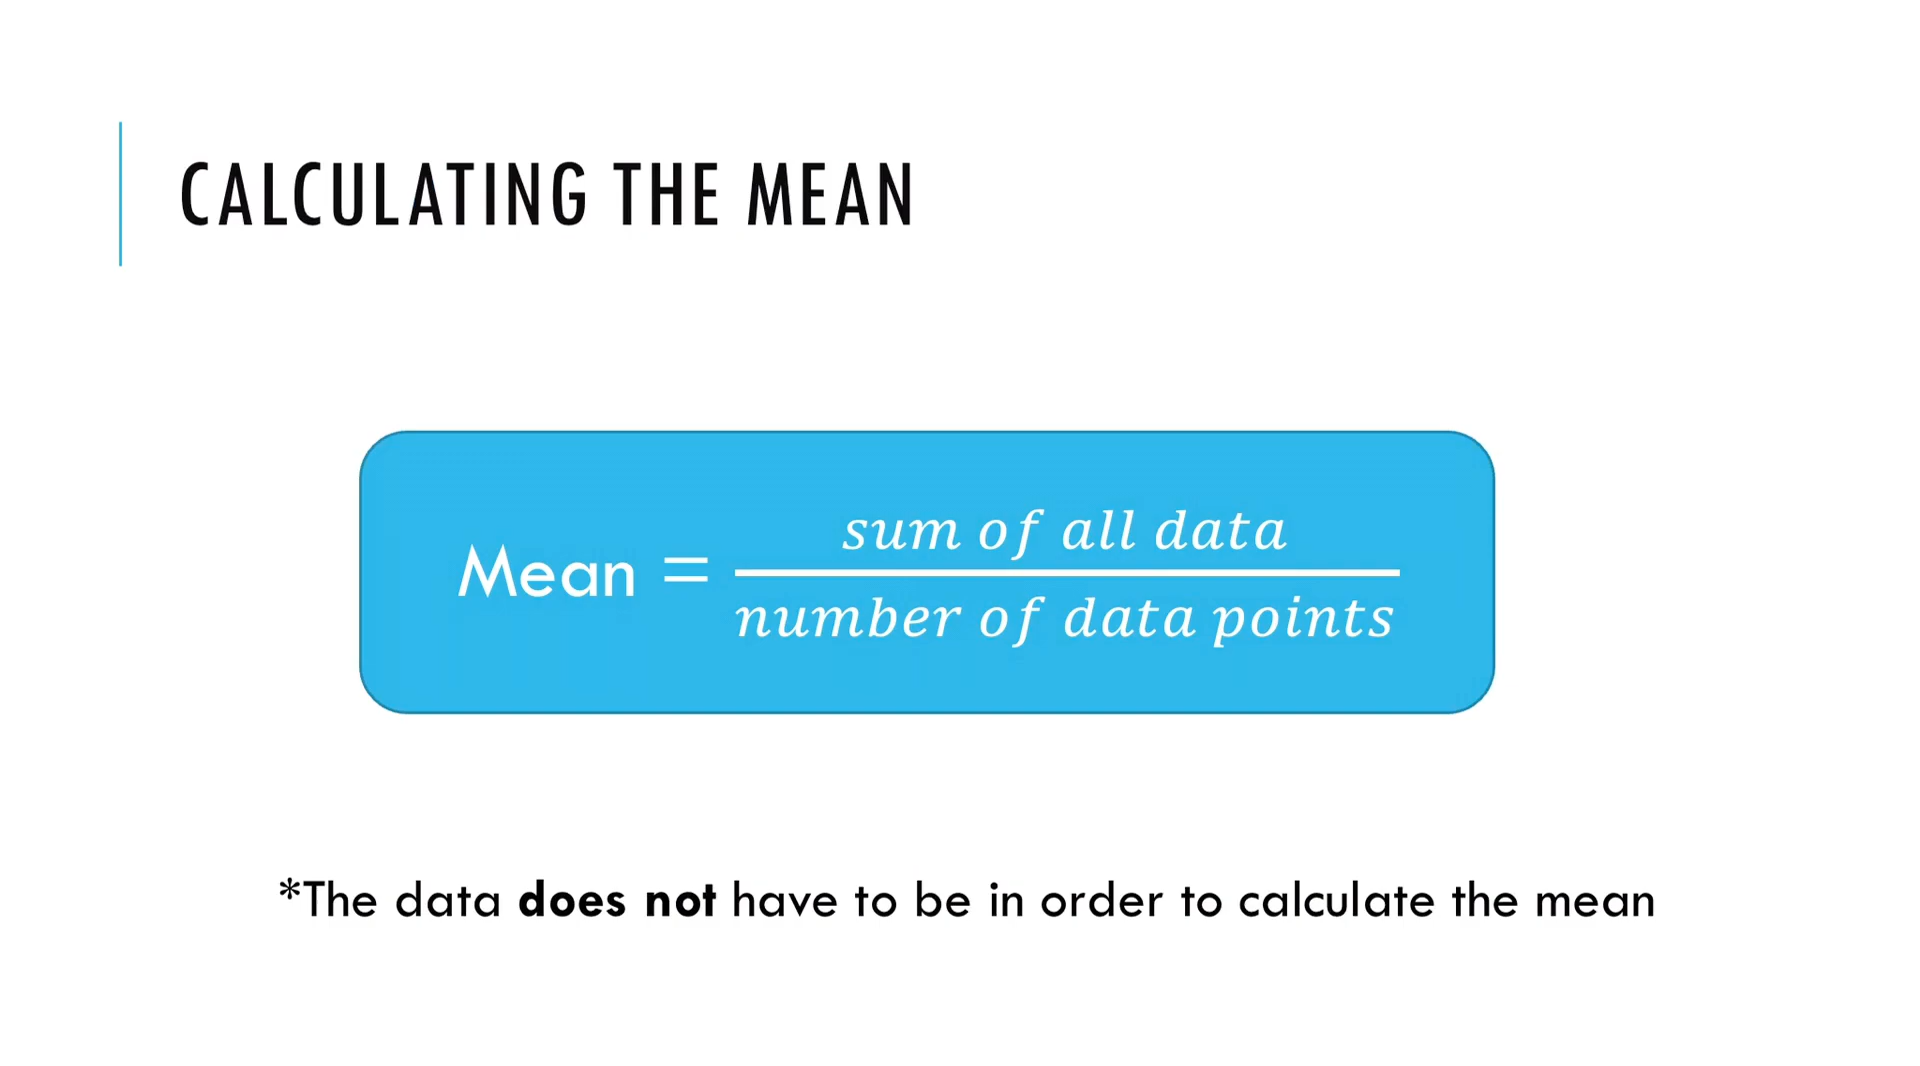 CALCULATING THE MEAN
Mean = sum of all data / number of data points
*The data does not have to be in order to calculate the mean